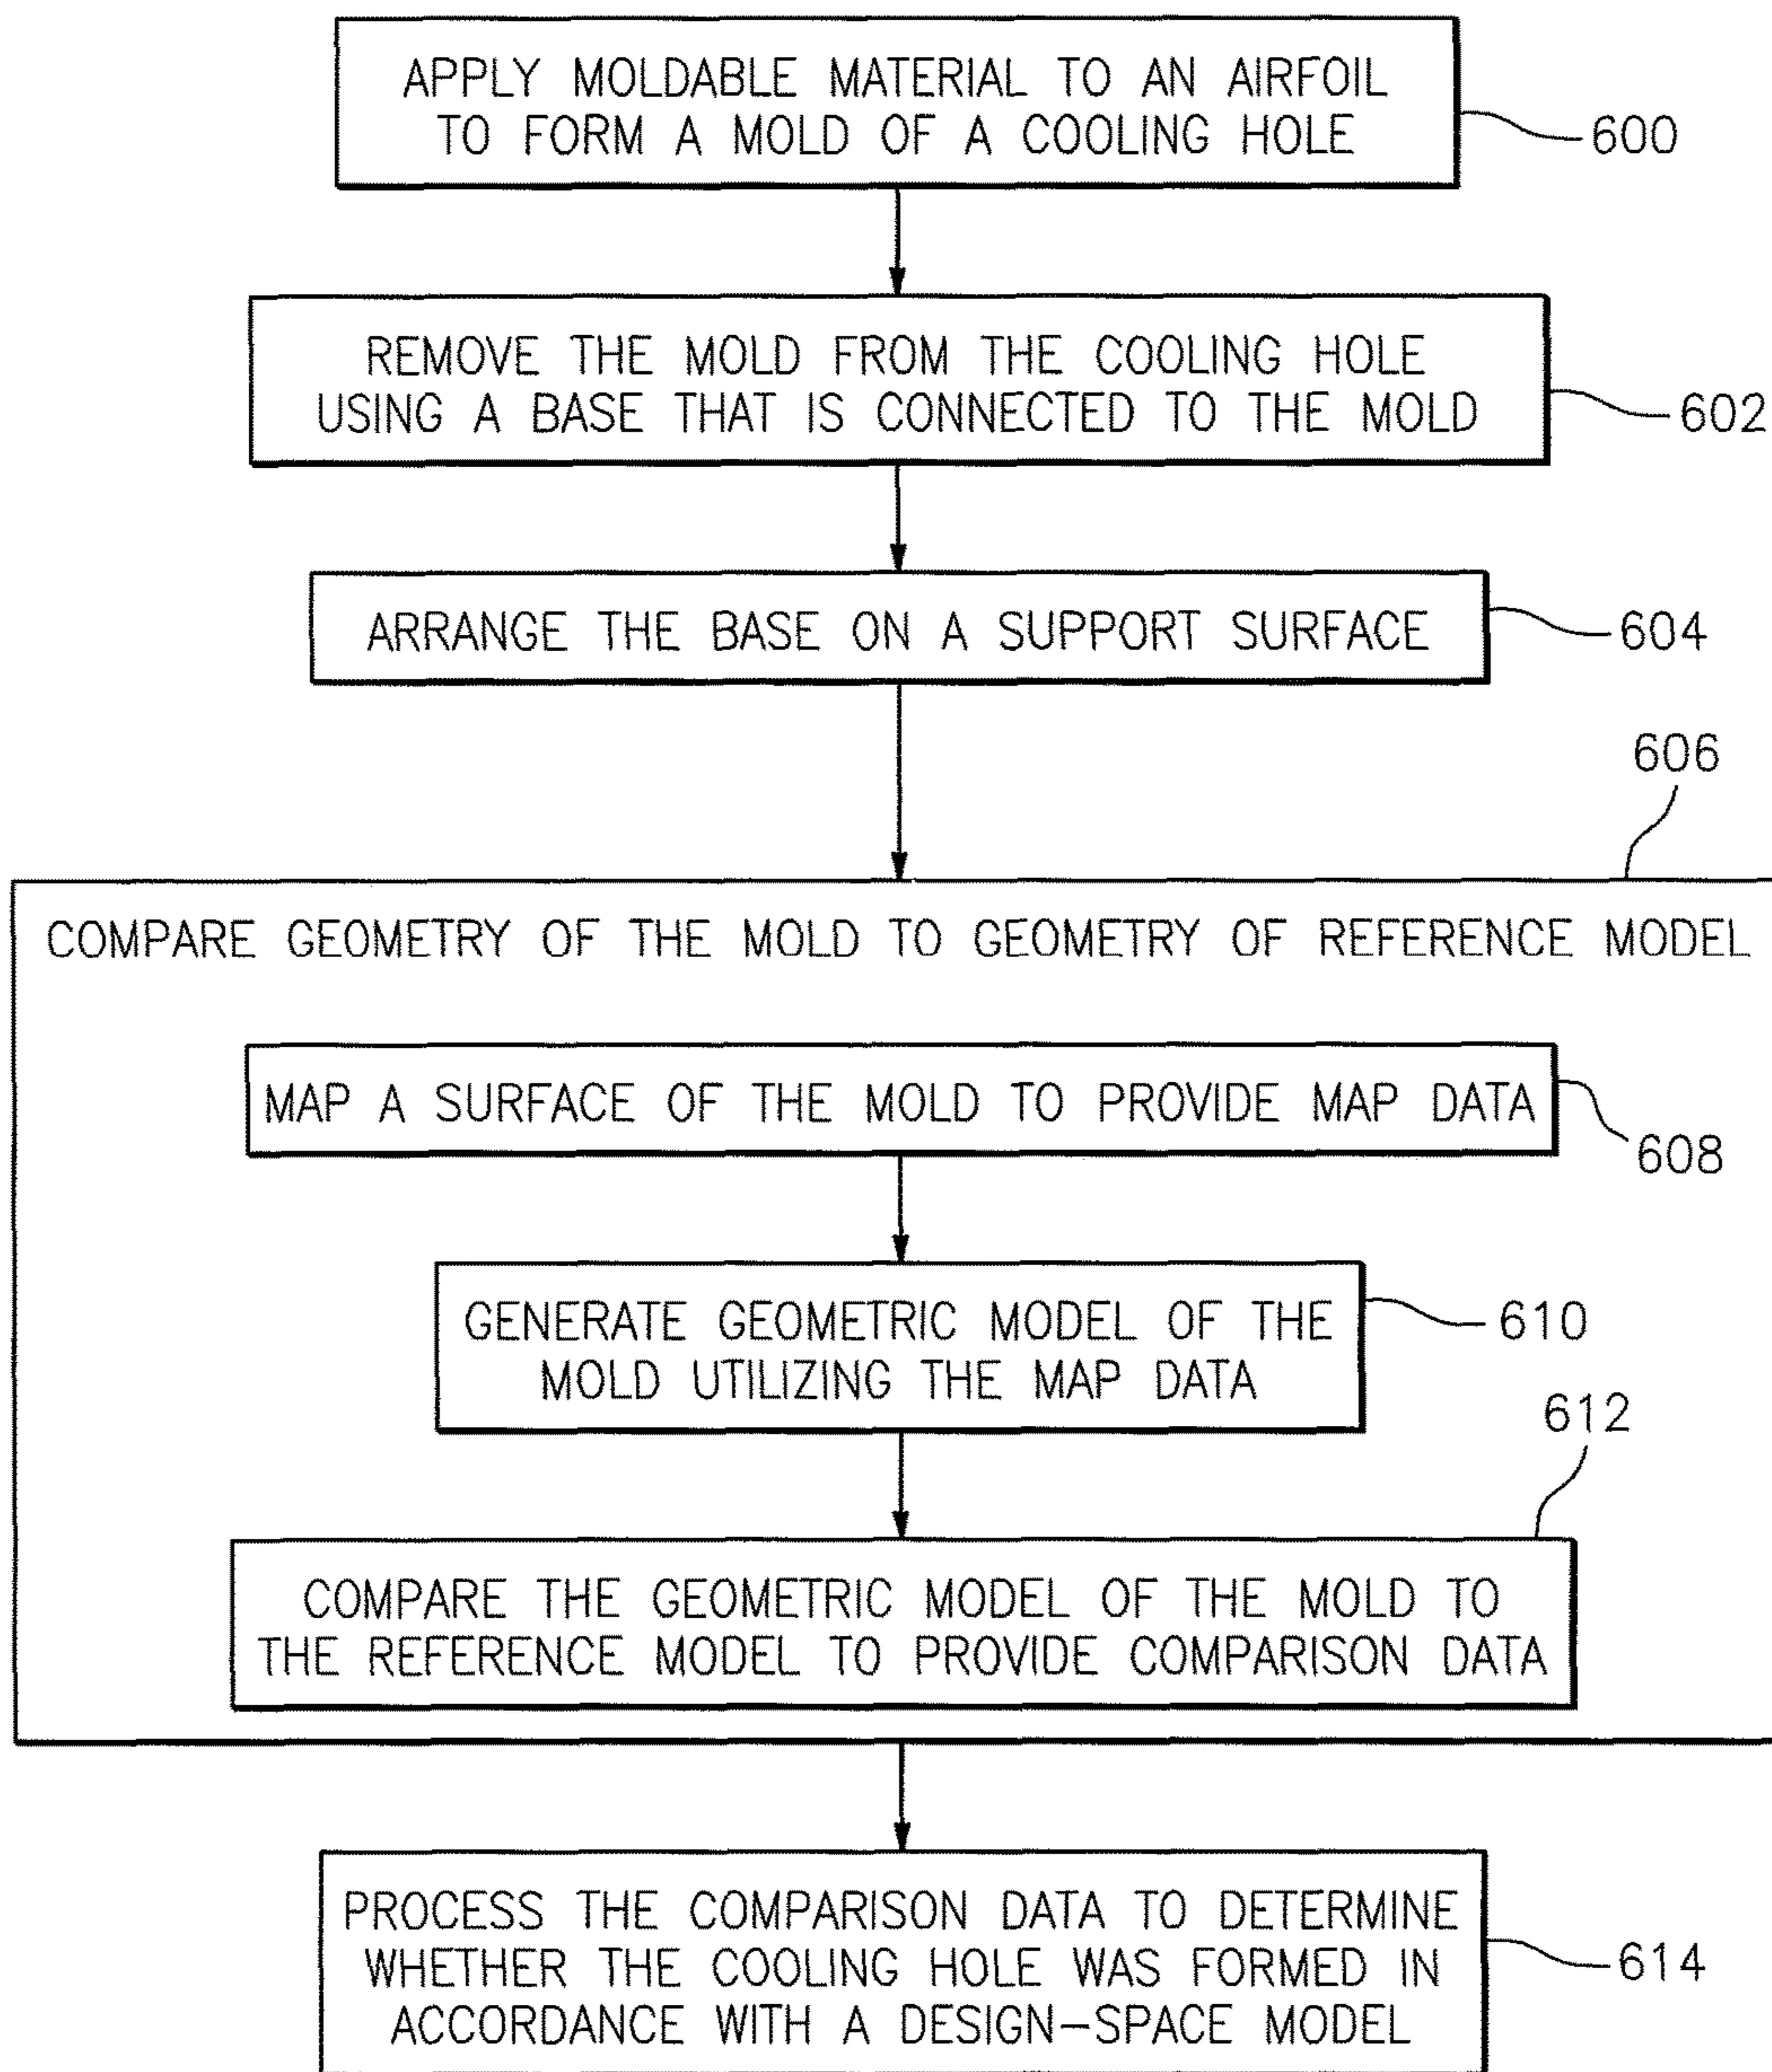 APPLY MOLDABLE MATERIAL TO AN AIRFOIL
TO FORM A MOLD OF A COOLING HOLE
600
REMOVE THE MOLD FROM THE COOLING HOLE
USING A BASE THAT IS CONNECTED TO THE MOLD
602
ARRANGE THE BASE ON A SUPPORT SURFACE
604
606
COMPARE GEOMETRY OF THE MOLD TO GEOMETRY OF REFERENCE MODEL
MAP A SURFACE OF THE MOLD TO PROVIDE MAP DATA
608
GENERATE GEOMETRIC MODEL OF THE
MOLD UTILIZING THE MAP DATA
610
612
COMPARE THE GEOMETRIC MODEL OF THE MOLD TO
THE REFERENCE MODEL TO PROVIDE COMPARISON DATA
PROCESS THE COMPARISON DATA TO DETERMINE
WHETHER THE COOLING HOLE WAS FORMED IN
ACCORDANCE WITH A DESIGN-SPACE MODEL
614